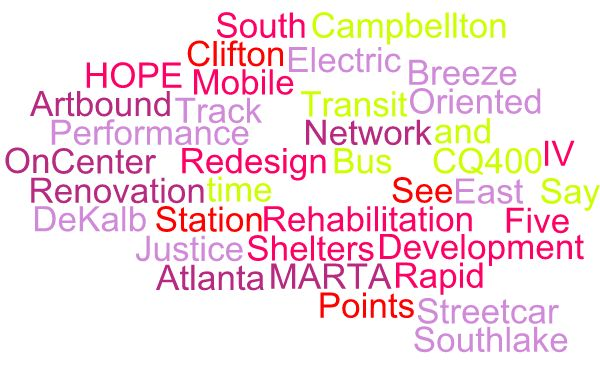 South Campbellton
Clifton Electric
HOPE Mobile Breeze
Artbound Track Transit Oriented
Performance Network and
OnCenter Redesign Bus CQ400 IV
Renovation time See East Say
DeKalb Station Rehabilitation Five
Justice Shelters Development
Atlanta MARTA Rapid
Points Streetcar
Southlake